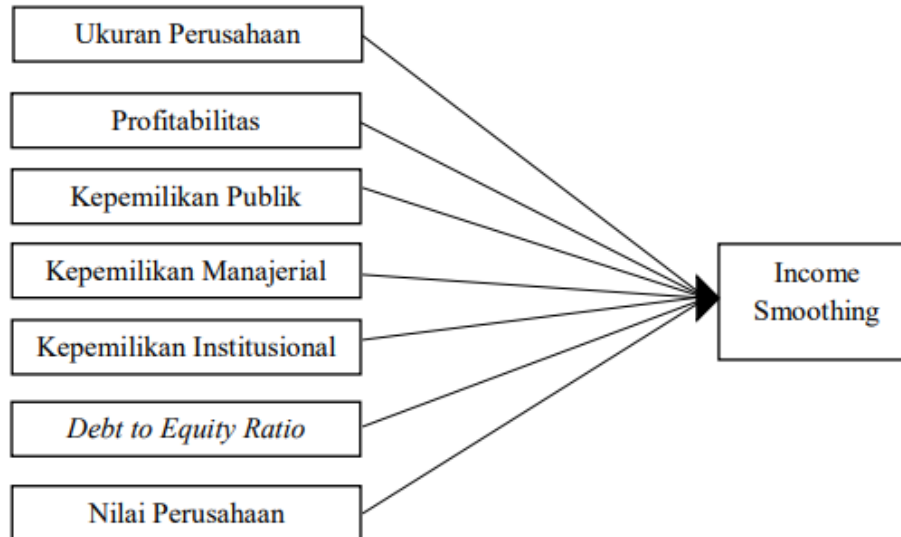 Ukuran Perusahaan
Profitabilitas
Kepemilikan Publik
Kepemilikan Manajerial
Kepemilikan Institusional
Debt to Equity Ratio
Nilai Perusahaan
Income
Smoothing